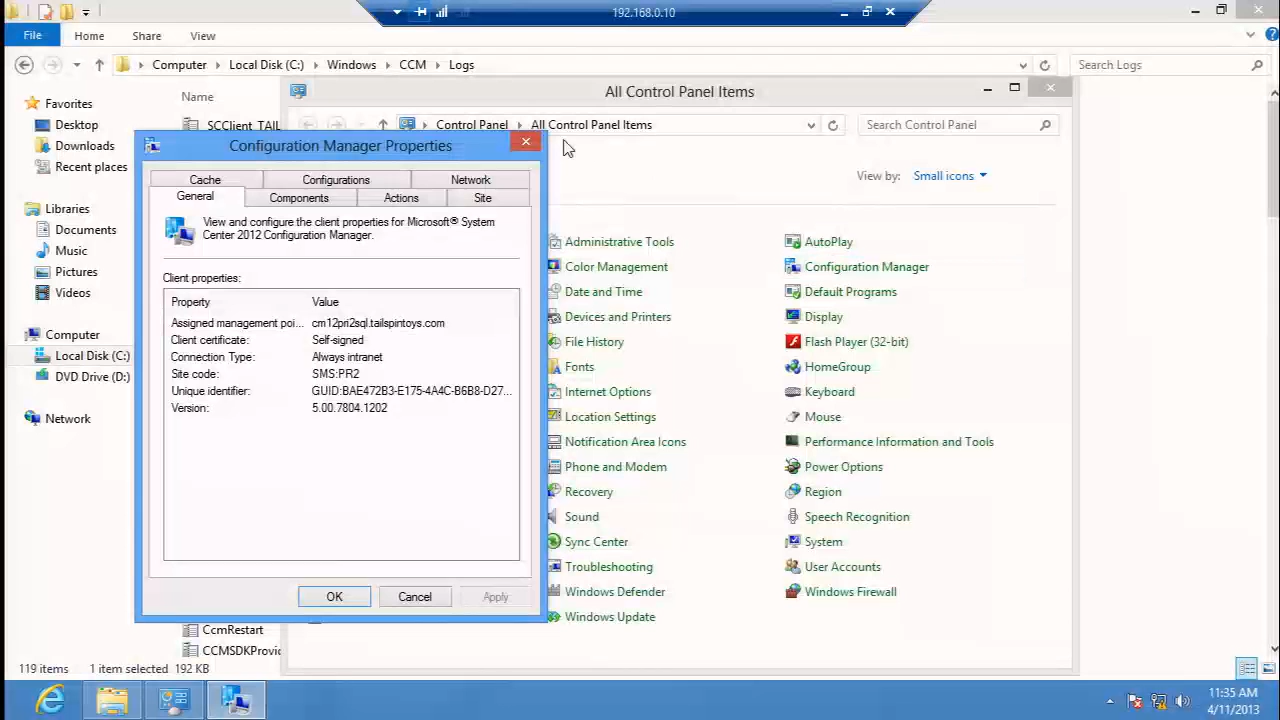 192.168.0.10
File Home Share View
Computer Local Disk (C:) Windows CCM Logs
Search Logs
Favorites
Desktop
Downloads
Recent places
Libraries
Documents
Music
Pictures
Videos
Computer
Local Disk (C:)
DVD Drive (D:)
Network
Name
SCClient_TAIL
CcmRestart
CCMSDKProvid
119 items 1 item selected 192 KB
All Control Panel Items
Control Panel All Control Panel Items
Search Control Panel
View by: Small icons
Administrative Tools
Color Management
Date and Time
Devices and Printers
File History
Fonts
Internet Options
Location Settings
Notification Area Icons
Phone and Modem
Recovery
Sound
Sync Center
Troubleshooting
Windows Defender
Windows Update
AutoPlay
Configuration Manager
Default Programs
Display
Flash Player (32-bit)
HomeGroup
Keyboard
Mouse
Performance Information and Tools
Power Options
Region
Speech Recognition
System
User Accounts
Windows Firewall
Configuration Manager Properties
Cache Configurations Network
General Components Actions Site
View and configure the client properties for Microsoft® System
Center 2012 Configuration Manager.
Client properties:
Property Value
Assigned management poi... cm12pri2sql.tailspintoys.com
Client certificate: Self-signed
Connection Type: Always intranet
Site code: SMS:PR2
Unique identifier: GUID:BAE472B3-E175-4A4C-B6B8-D27...
Version: 5.00.7804.1202
OK Cancel Apply
11:35 AM
4/11/2013